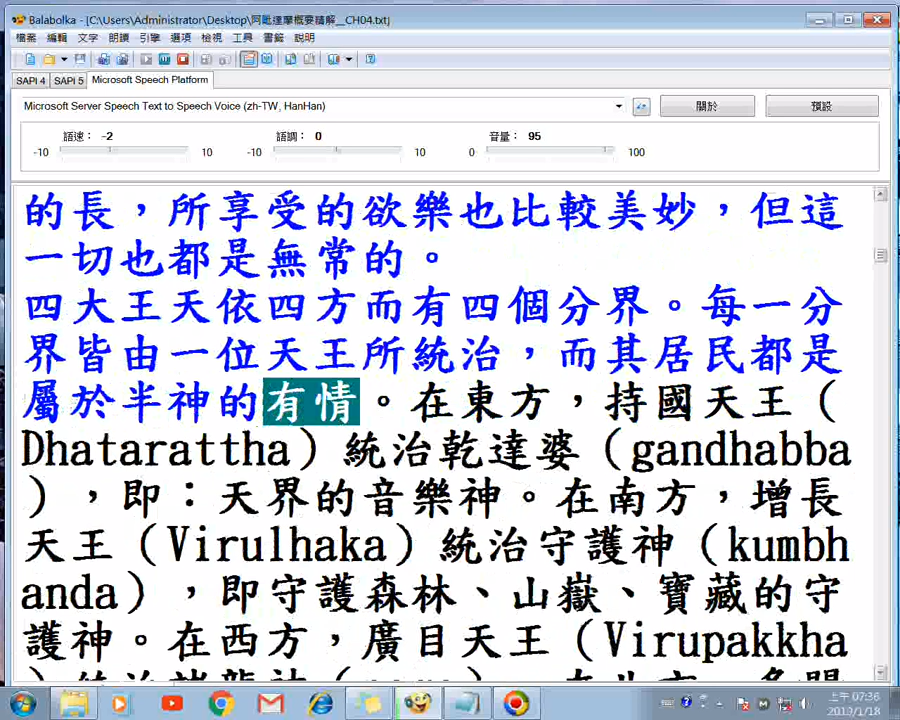 Balabolka - [C:\Users\Administrator\Desktop\阿毗達摩概要精解__CH04.txt]
檔案 編輯 文字 朗讀 引擎 選項 檢視 工具 書籤 說明
SAPI 4 SAPI 5 Microsoft Speech Platform
Microsoft Server Speech Text to Speech Voice (zh-TW, HanHan) 關於 預設
語速： -2 語調： 0 音量： 95
-10 10 -10 10 0 100
的長，所享受的欲樂也比較美妙，但這
一切也都是無常的。
四大王天依四方而有四個分界。每一分
界皆由一位天王所統治，而其居民都是
屬於半神的有情。在東方，持國天王（
Dhatarattha）統治乾達婆（gandhabba
），即：天界的音樂神。在南方，增長
天王（Virulhaka）統治守護神（kumbh
anda），即守護森林、山嶽、寶藏的守
護神。在西方，廣目天王（Virupakkha
上午 07:36
2019/1/18